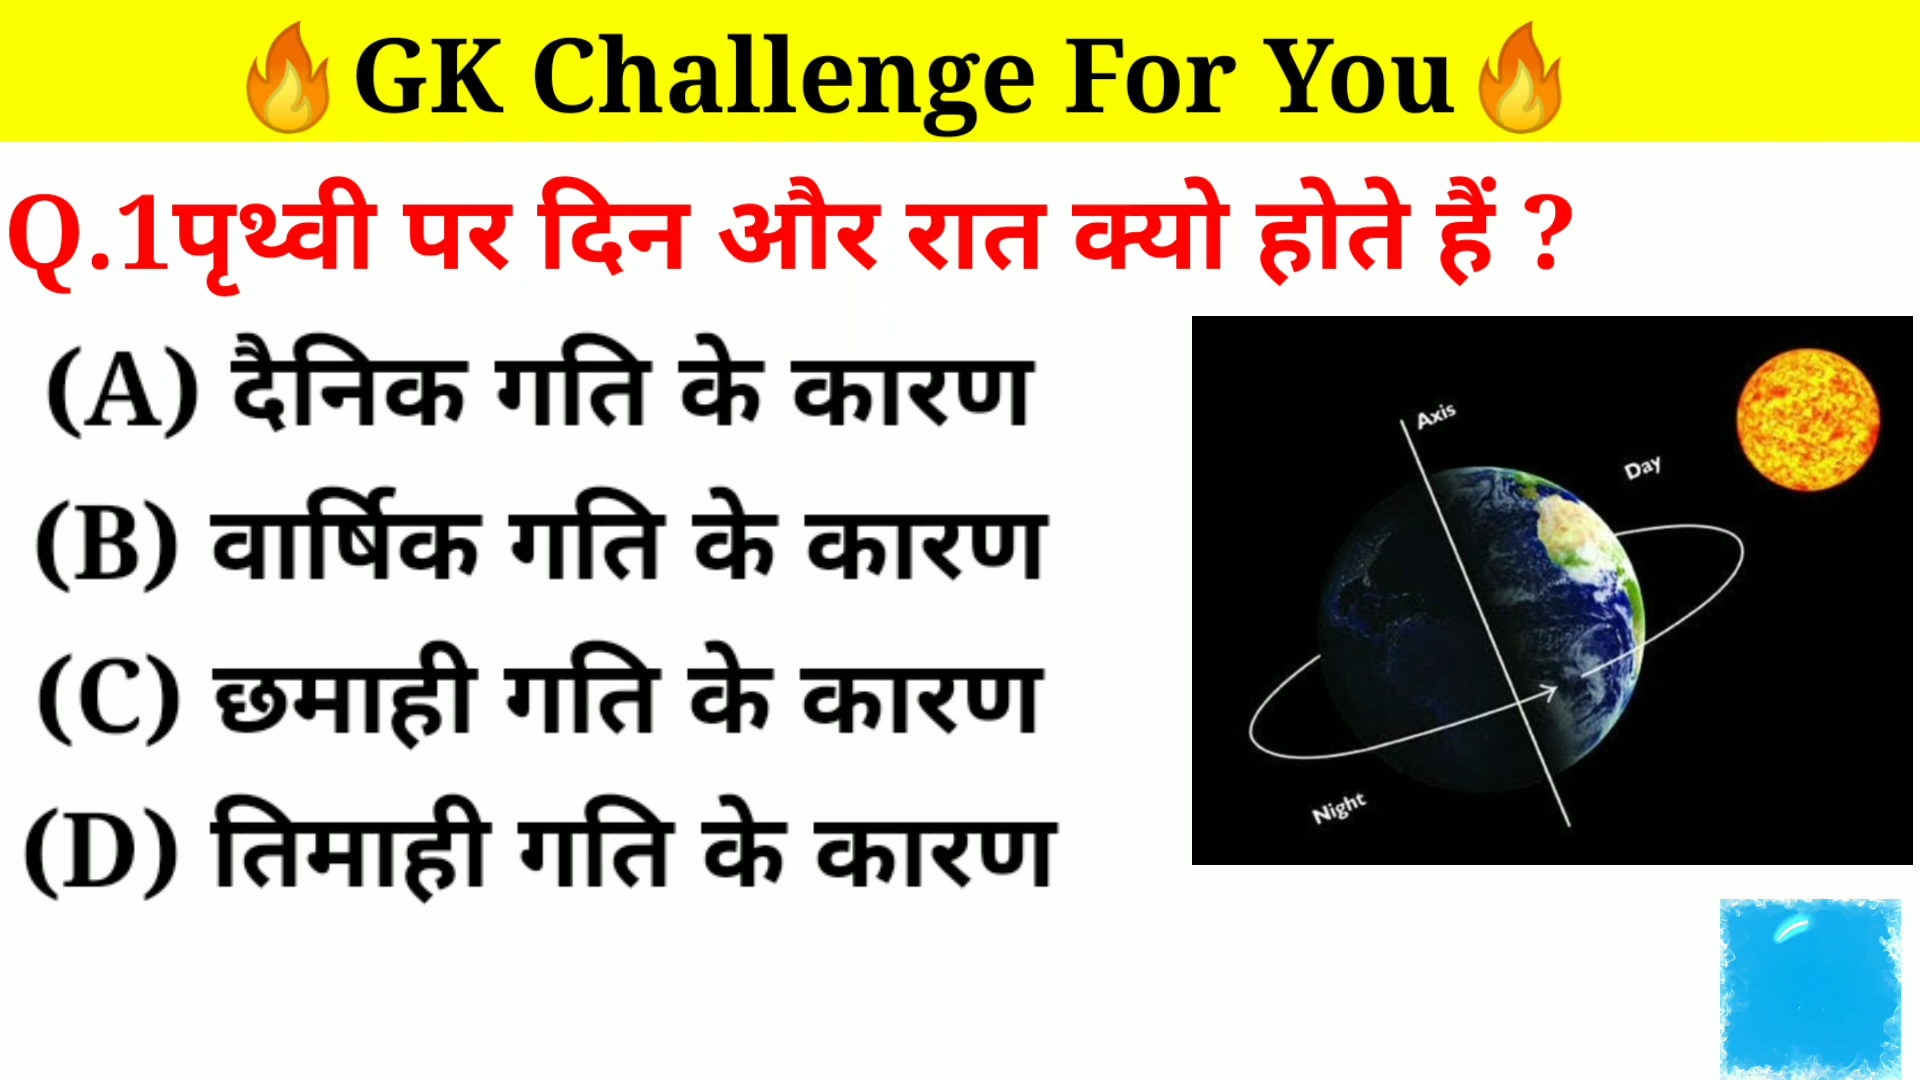 🔥GK Challenge For You🔥
Q.1पृथ्वी पर दिन और रात क्यो होते हैं ?
(A) दैनिक गति के कारण
(B) वार्षिक गति के कारण
(C) छमाही गति के कारण
(D) तिमाही गति के कारण
Axis
Day
Night